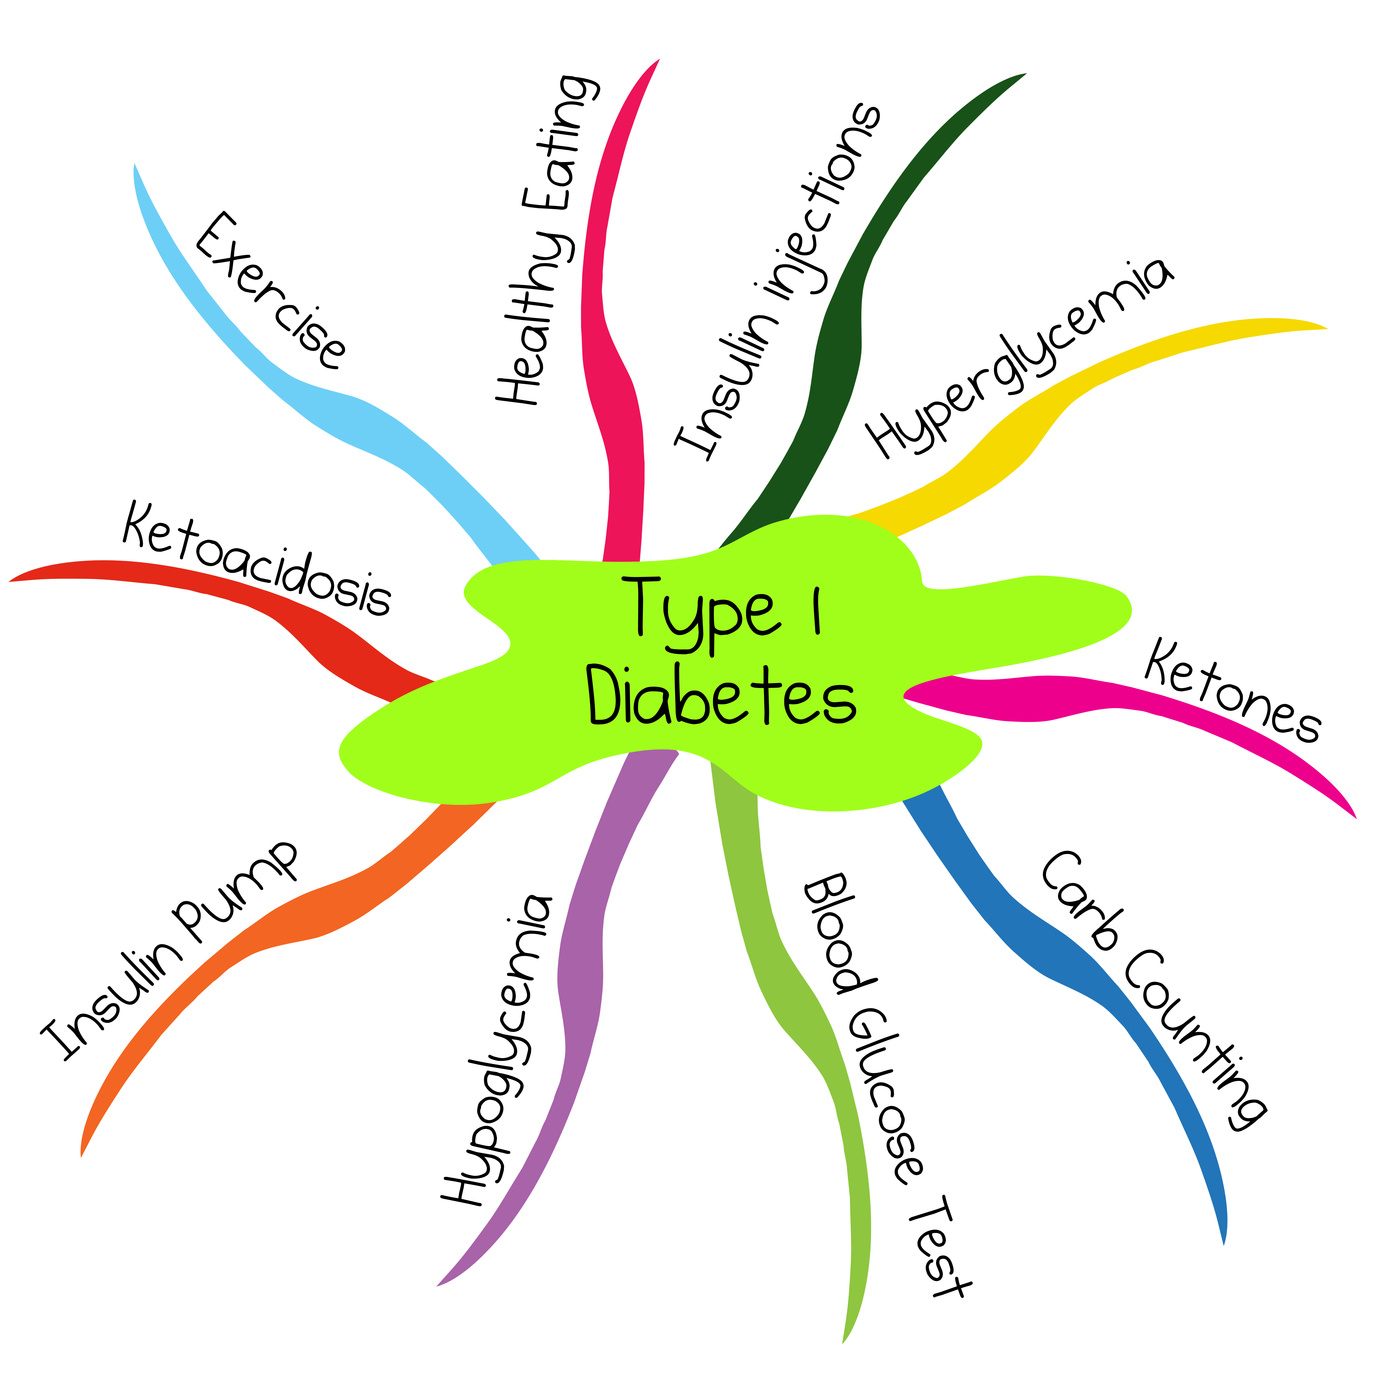 Type 1
Diabetes
Healthy Eating
Insulin injections
Hyperglycemia
Ketones
Carb Counting
Blood Glucose Test
Hypoglycemia
Insulin Pump
Ketoacidosis
Exercise